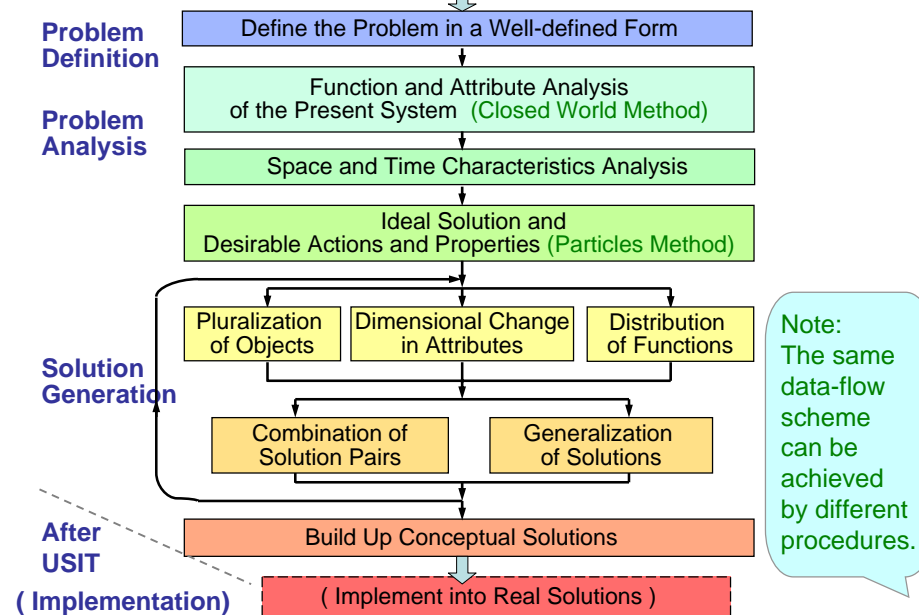 Problem
Definition
Define the Problem in a Well-defined Form
Problem
Analysis
Function and Attribute Analysis
of the Present System (Closed World Method)
Space and Time Characteristics Analysis
Ideal Solution and
Desirable Actions and Properties (Particles Method)
Solution
Generation
Pluralization
of Objects
Dimensional Change
in Attributes
Distribution
of Functions
Combination of
Solution Pairs
Generalization
of Solutions
Note:
The same
data-flow
scheme
can be
achieved
by different
procedures.
After
USIT
( Implementation)
Build Up Conceptual Solutions
( Implement into Real Solutions )